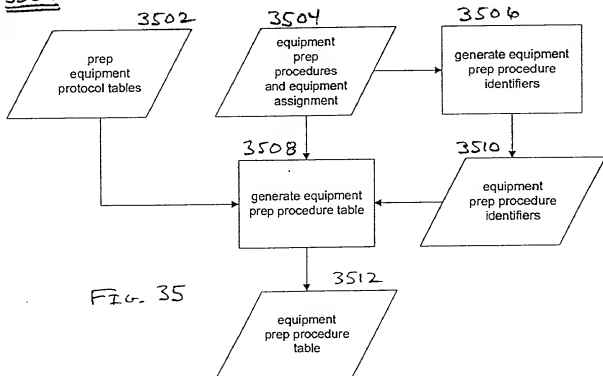 3502
3504
3506
prep
equipment
protocol tables
equipment
prep
procedures
and equipment
assignment
generate equipment
prep procedure
identifiers
3508
3510
generate equipment
prep procedure table
equipment
prep procedure
identifiers
FIG. 35
3512
equipment
prep procedure
table